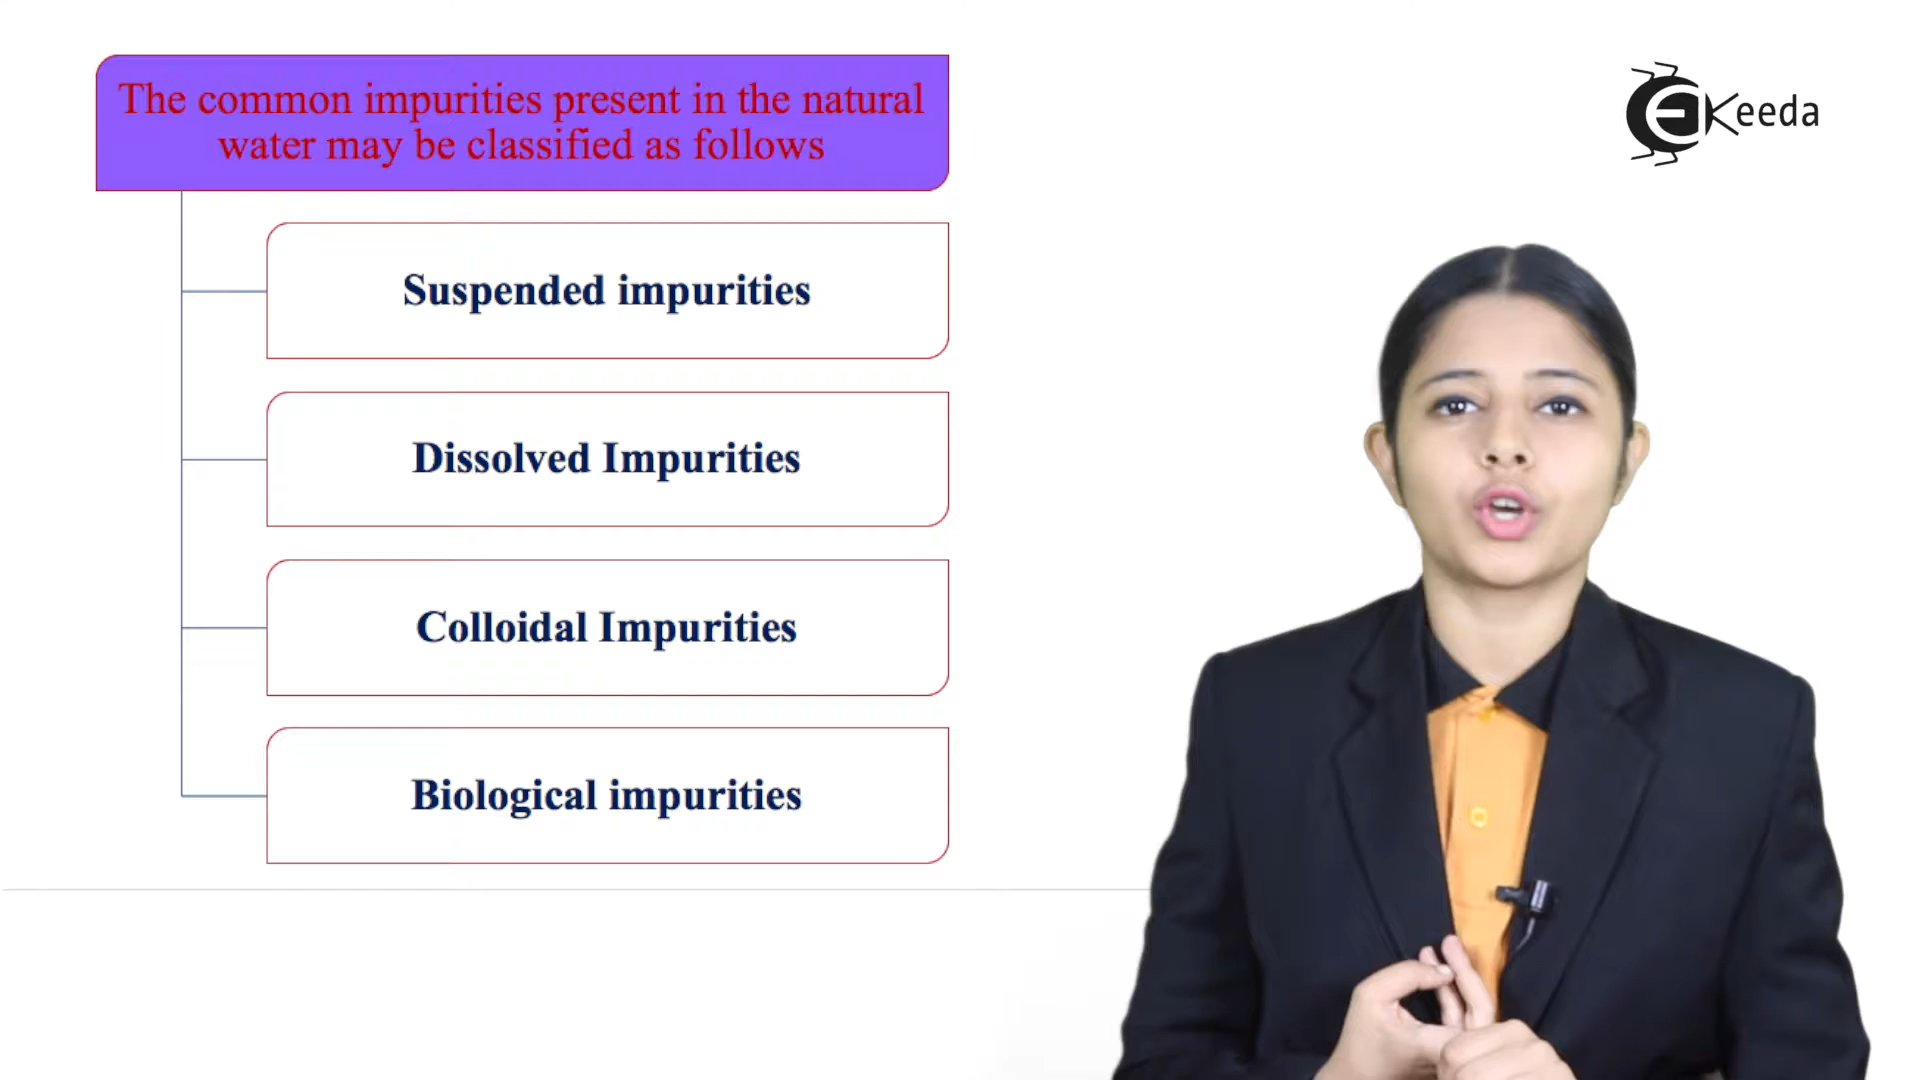 The common impurities present in the natural
water may be classified as follows
Suspended impurities
Dissolved Impurities
Colloidal Impurities
Biological impurities
EKeeda